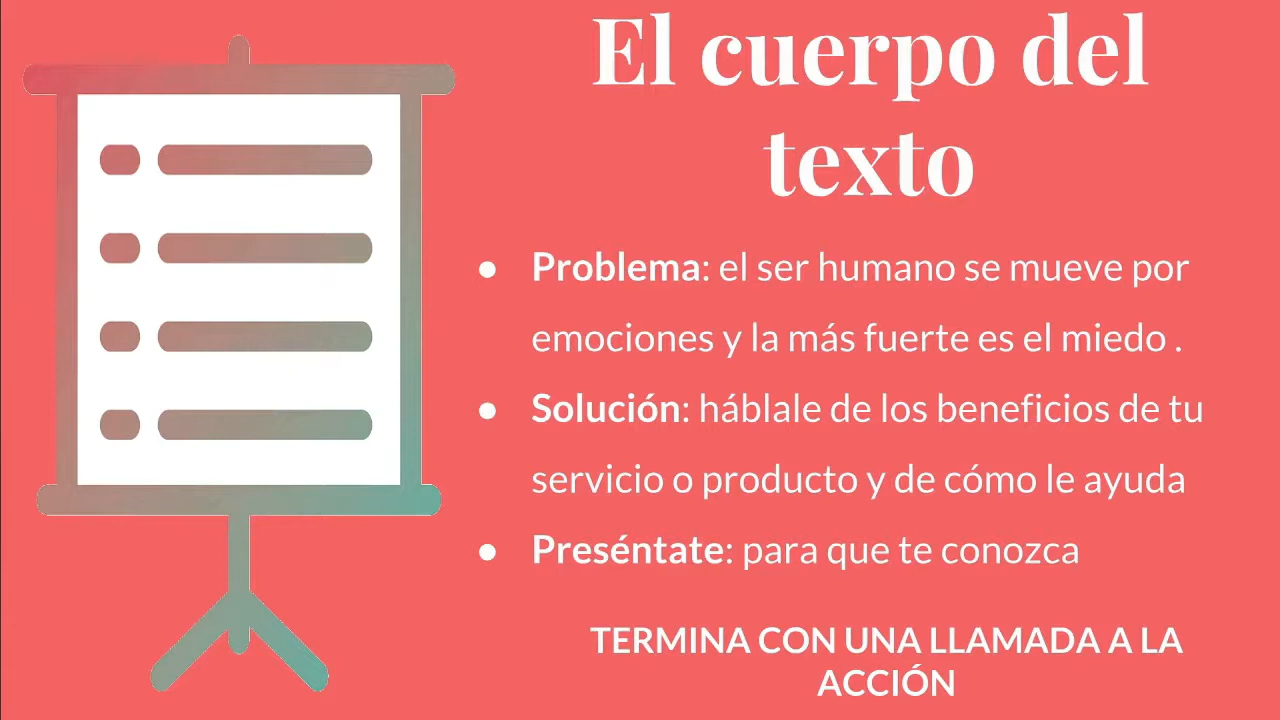 El cuerpo del
texto
● Problema: el ser humano se mueve por
emociones y la más fuerte es el miedo .
● Solución: háblale de los beneficios de tu
servicio o producto y de cómo le ayuda
● Preséntate: para que te conozca
TERMINA CON UNA LLAMADA A LA
ACCIÓN